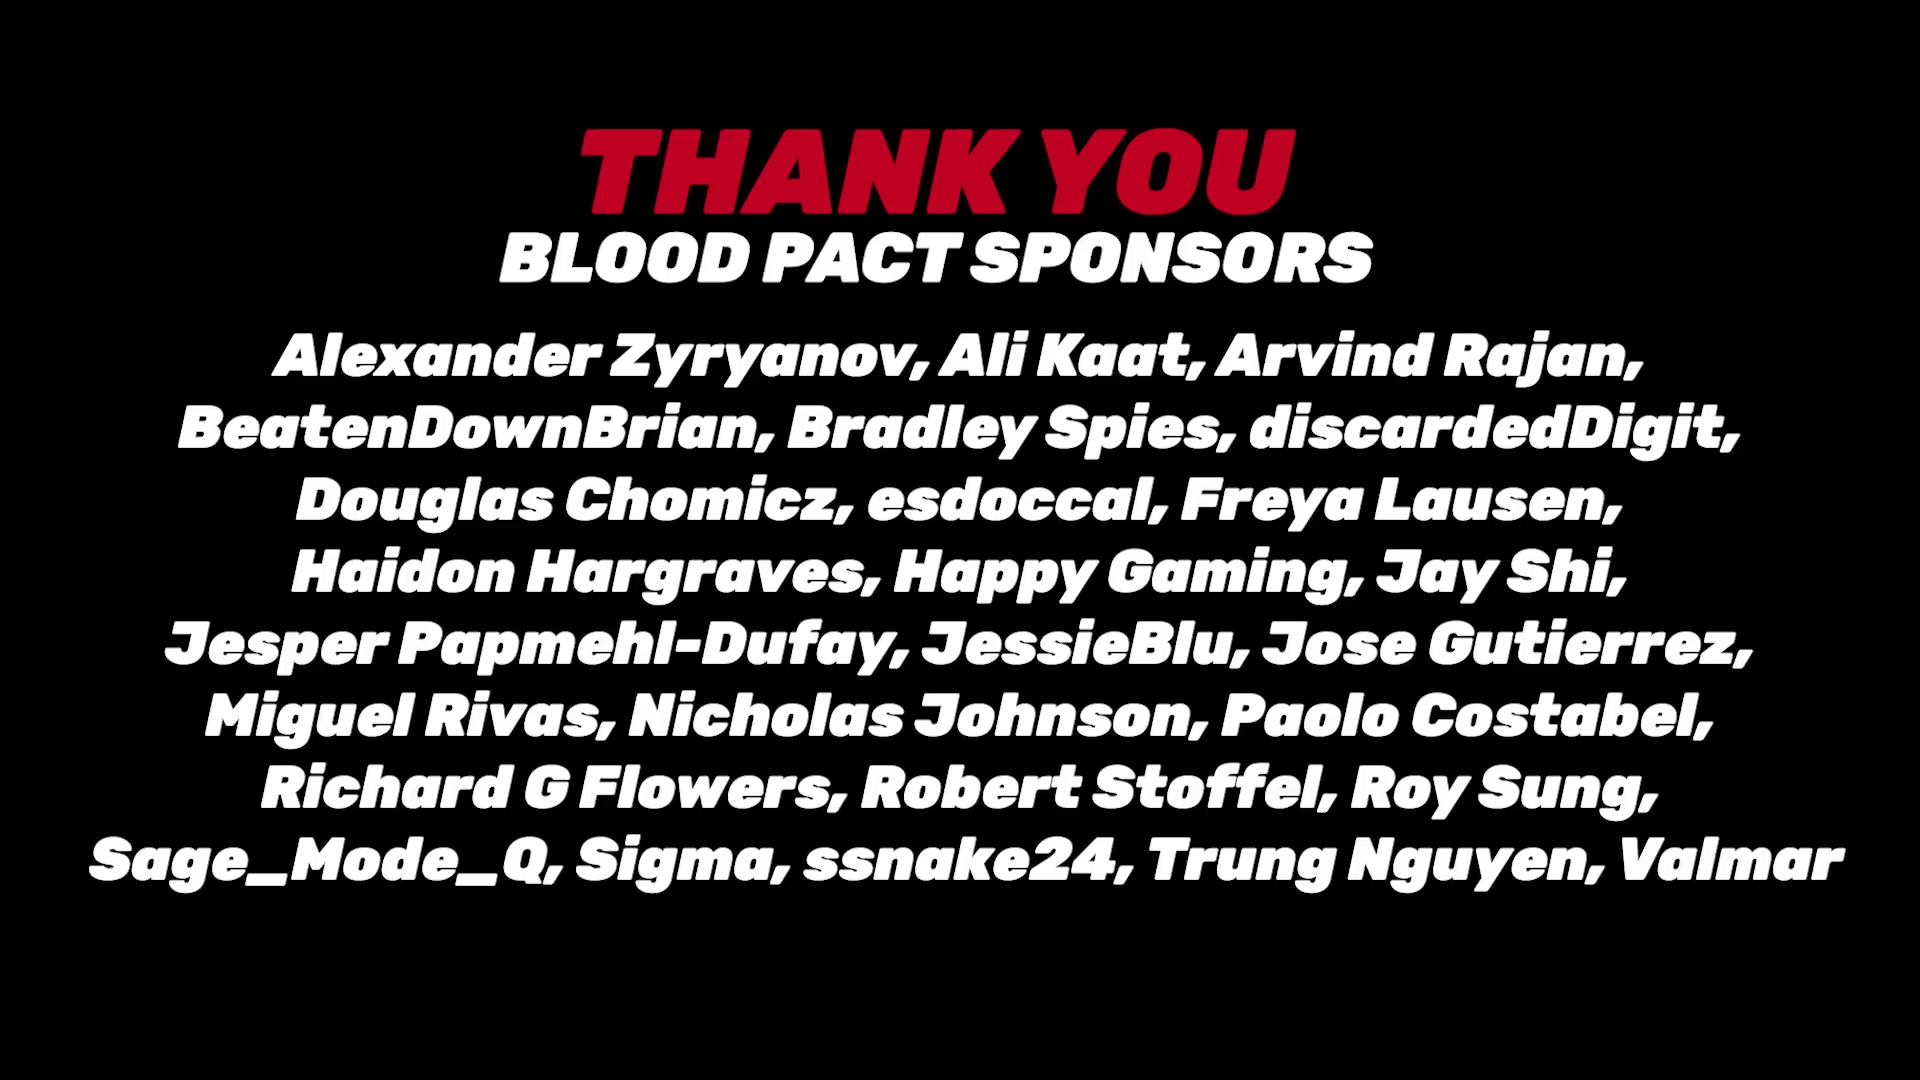 THANK YOU
BLOOD PACT SPONSORS
Alexander Zyryanov, Ali Kaat, Arvind Rajan,
BeatenDownBrian, Bradley Spies, discardedDigit,
Douglas Chomicz, esdoccal, Freya Lausen,
Haidon Hargraves, Happy Gaming, Jay Shi,
Jesper Papmehl-Dufay, JessieBlu, Jose Gutierrez,
Miguel Rivas, Nicholas Johnson, Paolo Costabel,
Richard G Flowers, Robert Stoffel, Roy Sung,
Sage_Mode_Q, Sigma, ssnake24, Trung Nguyen, Valmar